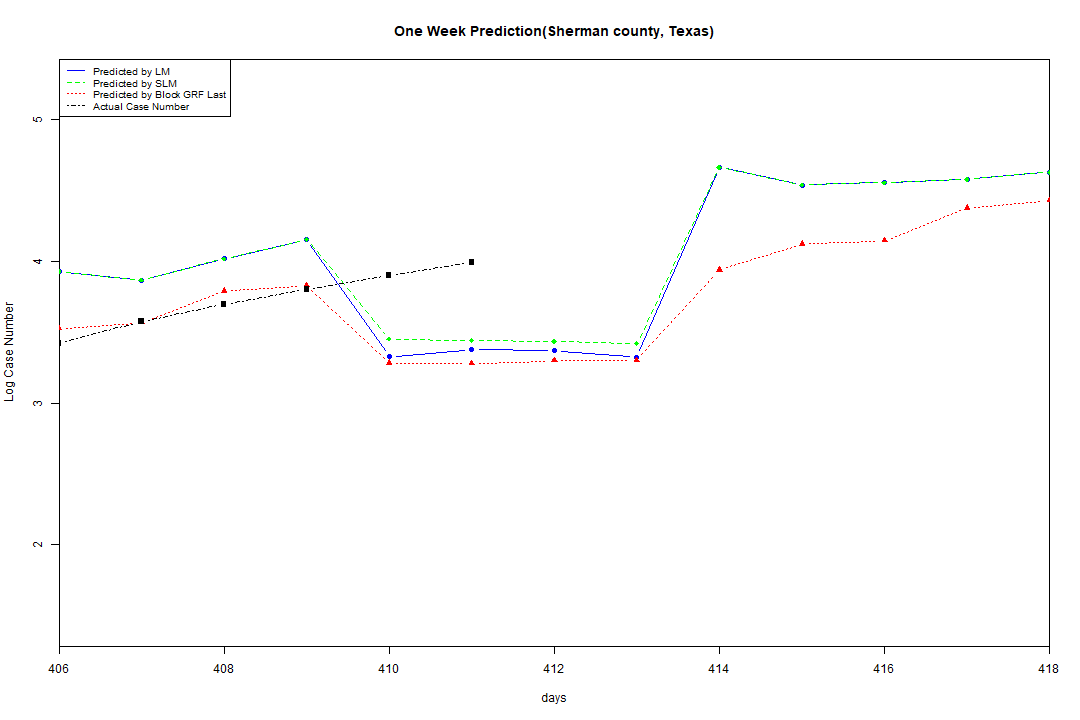 One Week Prediction(Sherman county, Texas)
Predicted by LM
Predicted by SLM
Predicted by Block GRF Last
Actual Case Number
Log Case Number
5
4
3
2
406 408 410 412 414 416 418
days